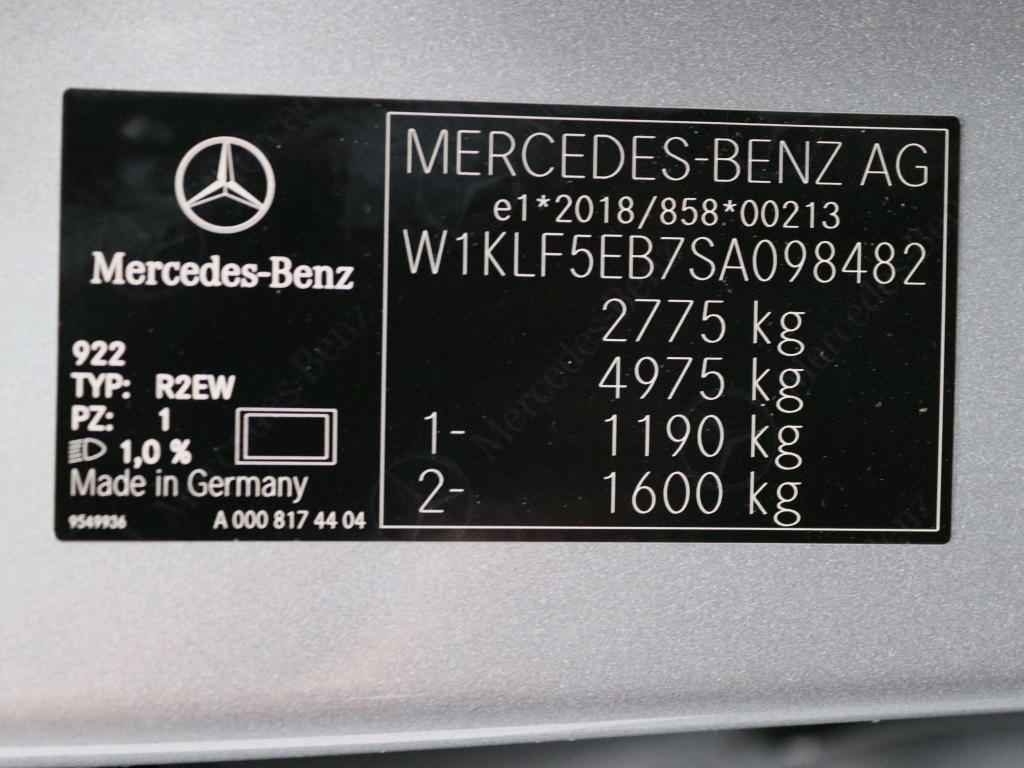 Mercedes-Benz
922
TYP: R2EW
PZ: 1
1,0 %
Made in Germany
9549936 A 000 817 44 04
MERCEDES-BENZ AG
e1*2018/858*00213
W1KLF5EB7SA098482
2775 kg
4975 kg
1- 1190 kg
2- 1600 kg